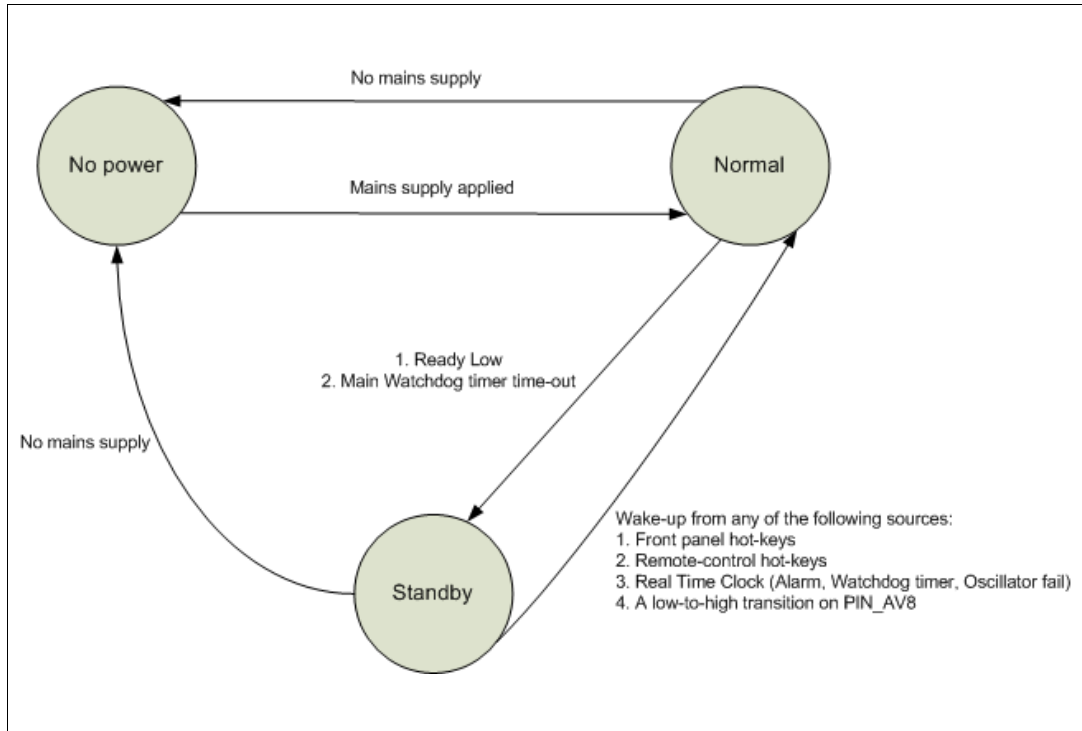 No mains supply
No power
Normal
Mains supply applied
1. Ready Low
2. Main Watchdog timer time-out
No mains supply
Wake-up from any of the following sources:
1. Front panel hot-keys
2. Remote-control hot-keys
3. Real Time Clock (Alarm, Watchdog timer, Oscillator fail)
4. A low-to-high transition on PIN_AV8
Standby